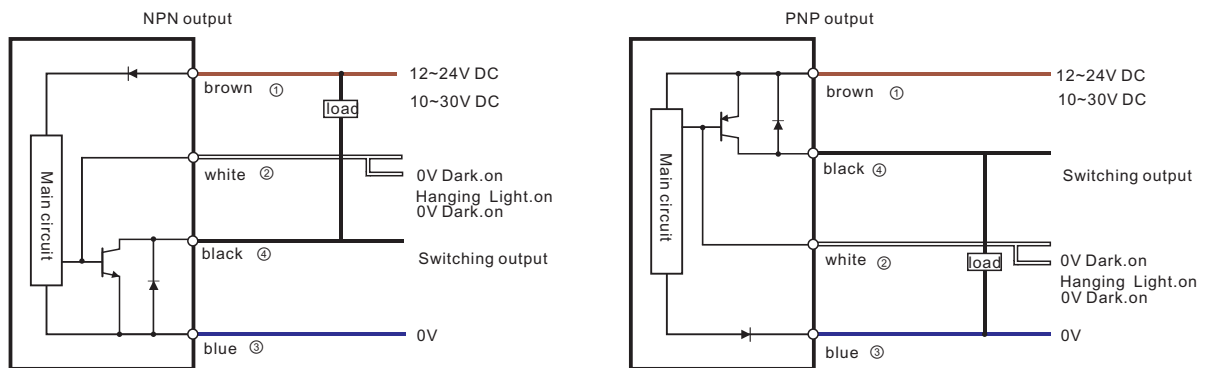 NPN output
12~24V DC
brown ①
10~30V DC
load
white ②
0V Dark.on
Hanging Light.on
0V Dark.on
Main circuit
black ④
Switching output
0V
blue ③
PNP output
12~24V DC
brown ①
10~30V DC
Main circuit
black ④
Switching output
white ②
load
0V Dark.on
Hanging Light.on
0V Dark.on
0V
blue ③